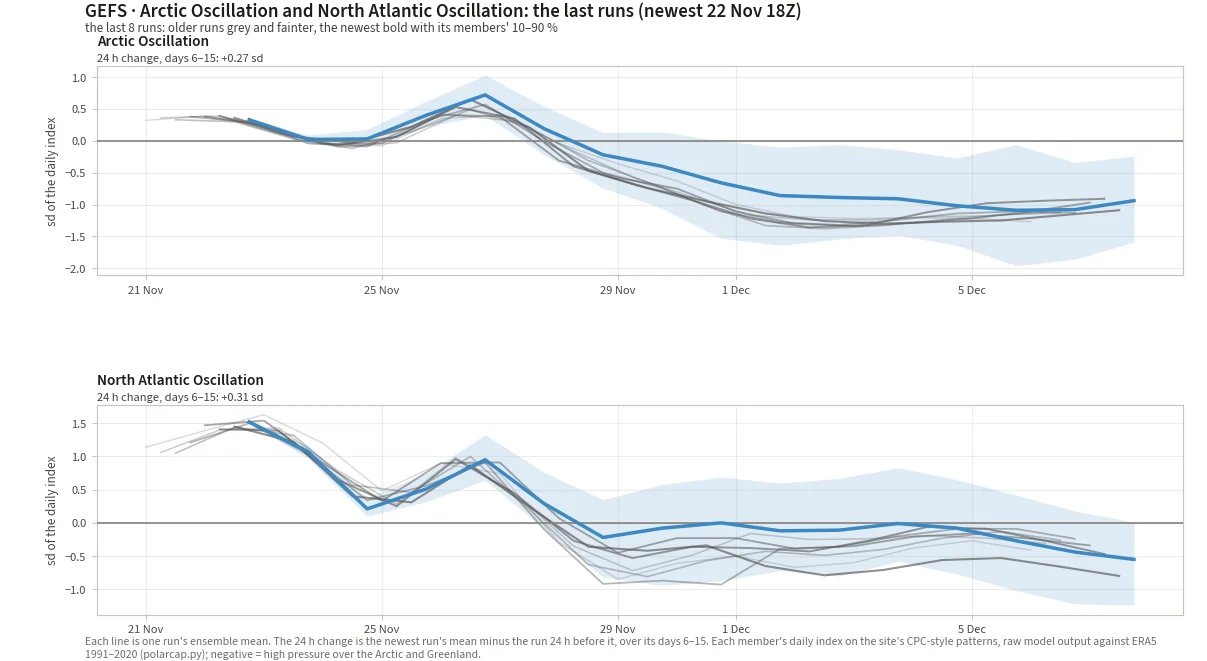 GEFS · Arctic Oscillation and North Atlantic Oscillation: the last runs (newest 22 Nov 18Z)
the last 8 runs: older runs grey and fainter, the newest bold with its members' 10–90 %
Arctic Oscillation
24 h change, days 6–15: +0.27 sd
1.0
0.5
0.0
−0.5
−1.0
−1.5
−2.0
sd of the daily index
21 Nov 25 Nov 29 Nov 1 Dec 5 Dec
North Atlantic Oscillation
24 h change, days 6–15: +0.31 sd
1.5
1.0
0.5
0.0
−0.5
−1.0
sd of the daily index
21 Nov 25 Nov 29 Nov 1 Dec 5 Dec
Each line is one run's ensemble mean. The 24 h change is the newest run's mean minus the run 24 h before it, over its days 6–15. Each member's daily index on the site's CPC-style patterns, raw model output against ERA5
1991–2020 (polarcap.py); negative = high pressure over the Arctic and Greenland.